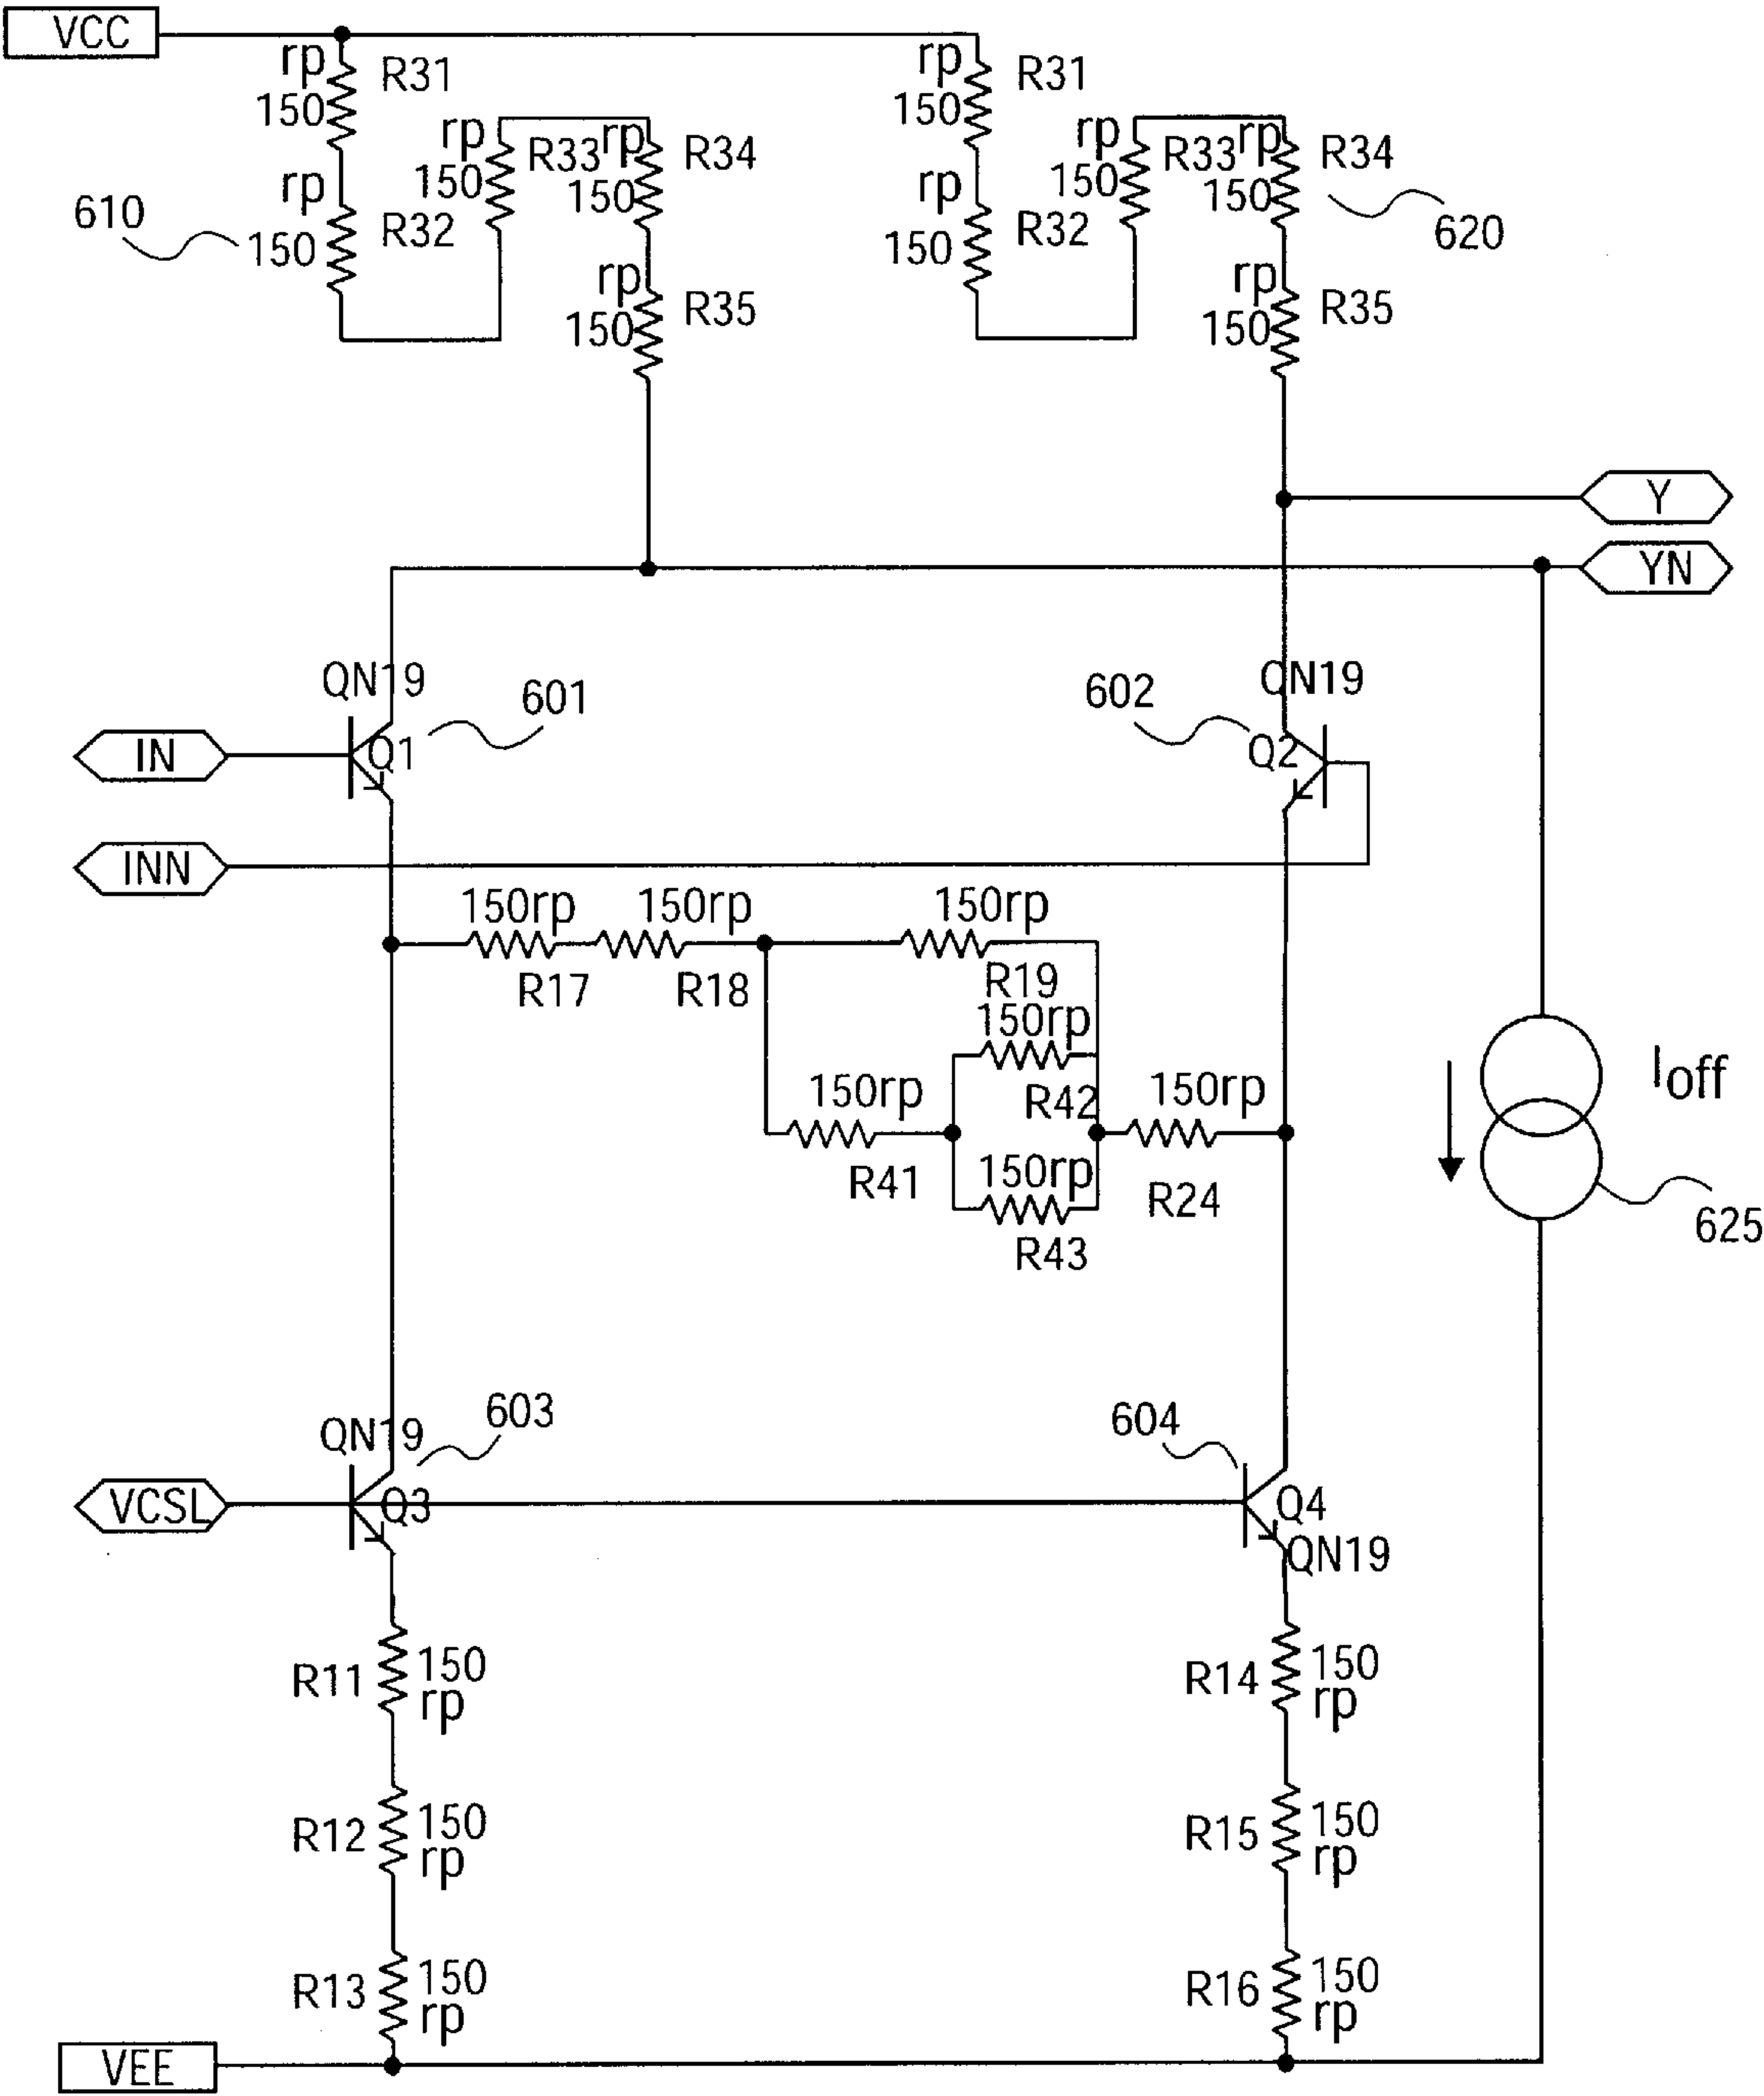 VCC
rp
150
R31
rp
150
R31
rp
150
R33
rp
150
R34
rp
150
R33
rp
150
R34
610
rp
150
R32
rp
150
R32
620
rp
150
R35
rp
150
R35
Y
YN
QN19
601
602
QN19
IN
Q1
Q2
INN
150rp
150rp
150rp
R17
R18
R19
150rp
R42
150rp
150rp
Ioff
R41
150rp
R24
R43
625
QN19
603
604
VCSL
Q3
Q4
QN19
R11
150
rp
R14
150
rp
R12
150
rp
R15
150
rp
R13
150
rp
R16
150
rp
VEE